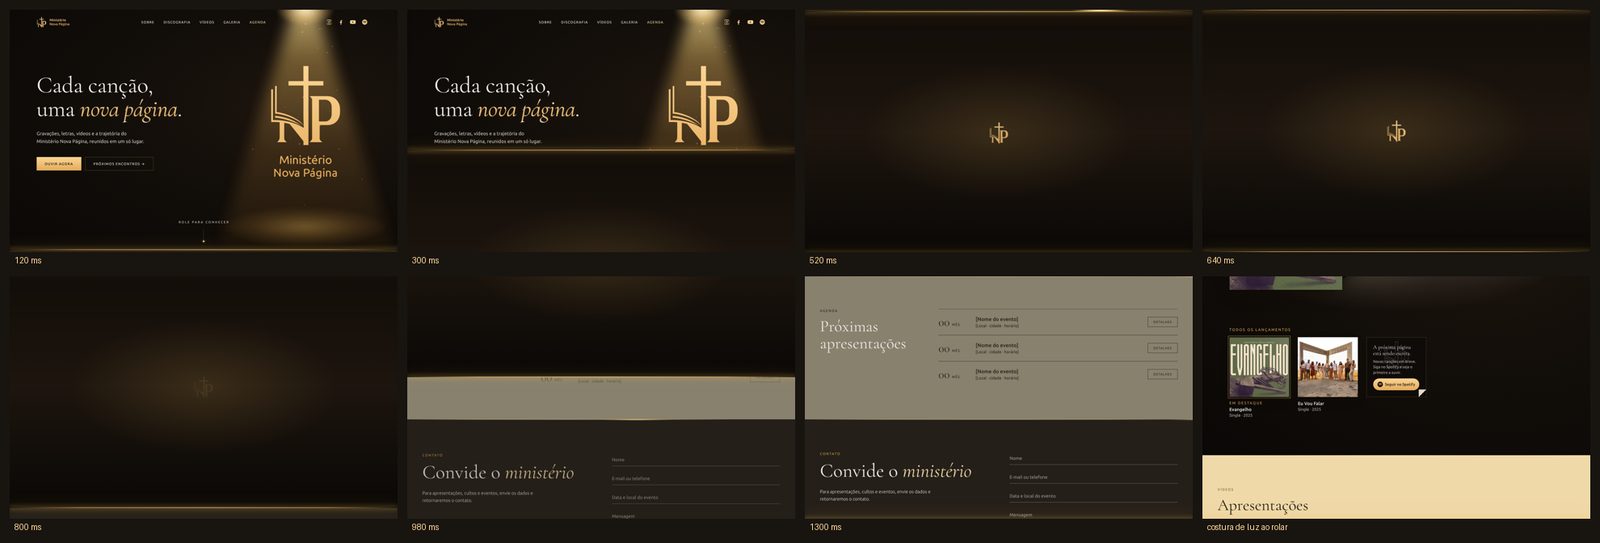 Ministério
Nova Página
SOBRE DISCOGRAFIA VÍDEOS GALERIA AGENDA
Cada canção,
uma nova página.
Gravações, letras, vídeos e a trajetória do
Ministério Nova Página, reunidos em um só lugar.
OUVIR AGORA
PRÓXIMOS ENCONTROS →
NP
Ministério
Nova Página
ROLE PARA CONHECER
120 ms
Ministério
Nova Página
SOBRE DISCOGRAFIA VÍDEOS GALERIA AGENDA
Cada canção,
uma nova página.
Gravações, letras, vídeos e a trajetória do
Ministério Nova Página, reunidos em um só lugar.
NP
300 ms
NP
520 ms
NP
640 ms
NP
800 ms
CONTATO
Convide o ministério
Para apresentações, cultos e eventos, envie os dados e
retornaremos o contato.
Nome
E-mail ou telefone
Data e local do evento
Mensagem
980 ms
AGENDA
Próximas
apresentações
00 MÊS
[Nome do evento]
[Local · cidade · horário]
DETALHES
00 MÊS
[Nome do evento]
[Local · cidade · horário]
DETALHES
00 MÊS
[Nome do evento]
[Local · cidade · horário]
DETALHES
CONTATO
Convide o ministério
Para apresentações, cultos e eventos, envie os dados e
retornaremos o contato.
Nome
E-mail ou telefone
Data e local do evento
Mensagem
1300 ms
TODOS OS LANÇAMENTOS
EVANGELHO
EM DESTAQUE
Evangelho
Single · 2025
Eu Vou Falar
Single · 2025
A próxima página
está sendo escrita.
Seguir no Spotify
VÍDEOS
Apresentações
costura de luz ao rolar